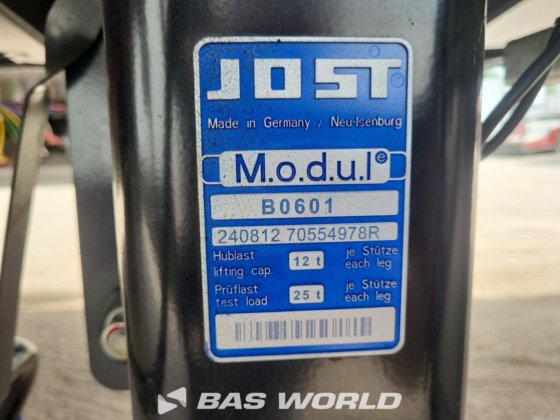 JOST
Made in Germany / Neu-Isenburg
M.o.d.u.l e
B0601
240812 70554978R
Hublast 12 t je Stütze
lifting cap. each leg
Prüflast 25 t je Stütze
test load each leg
BAS WORLD